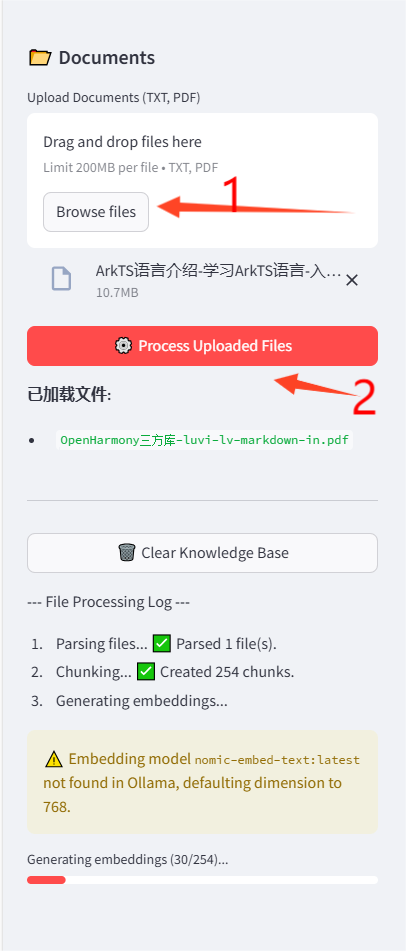 Documents
Upload Documents (TXT, PDF)
Drag and drop files here
Limit 200MB per file • TXT, PDF
1
Browse files
ArkTS语言介绍-学习ArkTS语言-入...
10.7MB
Process Uploaded Files
2
已加载文件:
• OpenHarmony三方库-luvi-lv-markdown-in.pdf
Clear Knowledge Base
--- File Processing Log ---
1. Parsing files... ✅ Parsed 1 file(s).
2. Chunking... ✅ Created 254 chunks.
3. Generating embeddings...
⚠️ Embedding model nomic-embed-text:latest
not found in Ollama, defaulting dimension to
768.
Generating embeddings (30/254)...